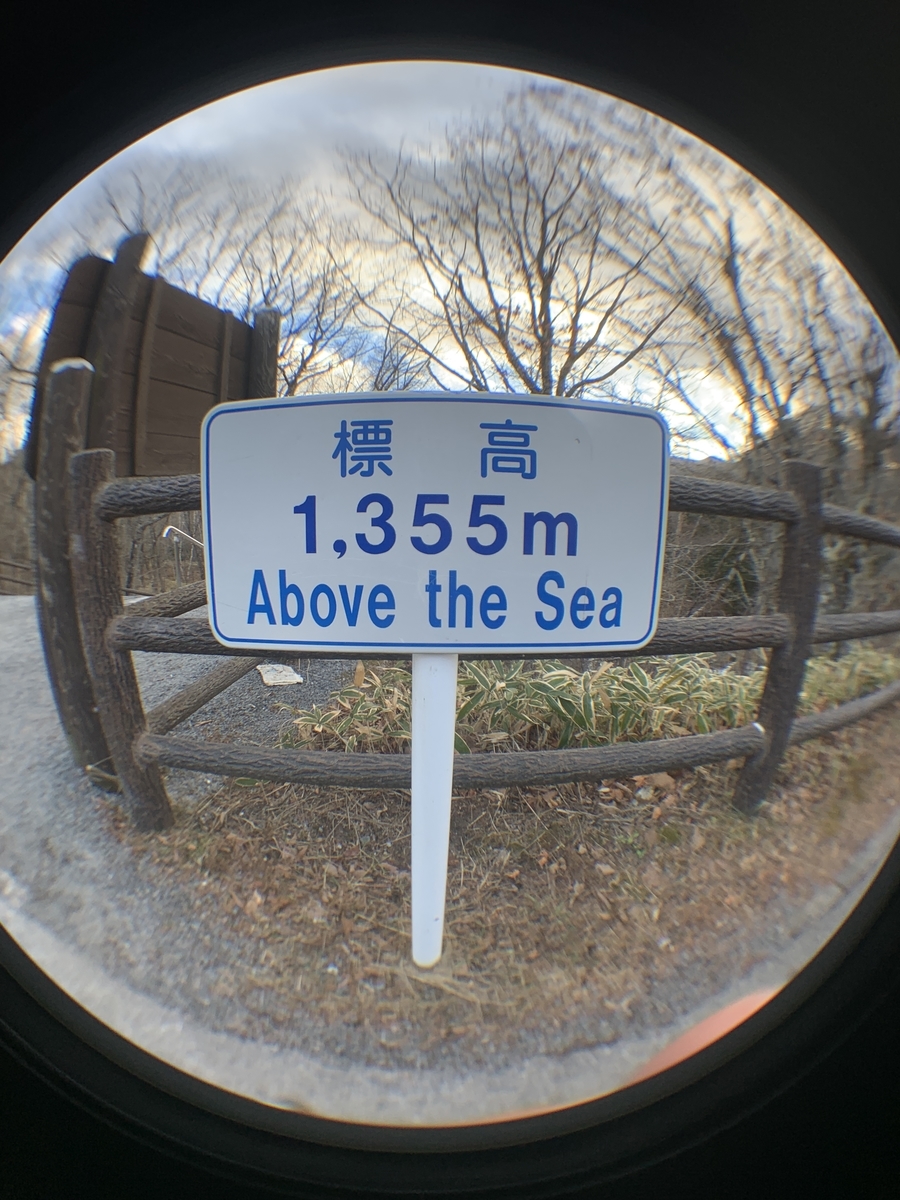 標 高
1,355m
Above the Sea